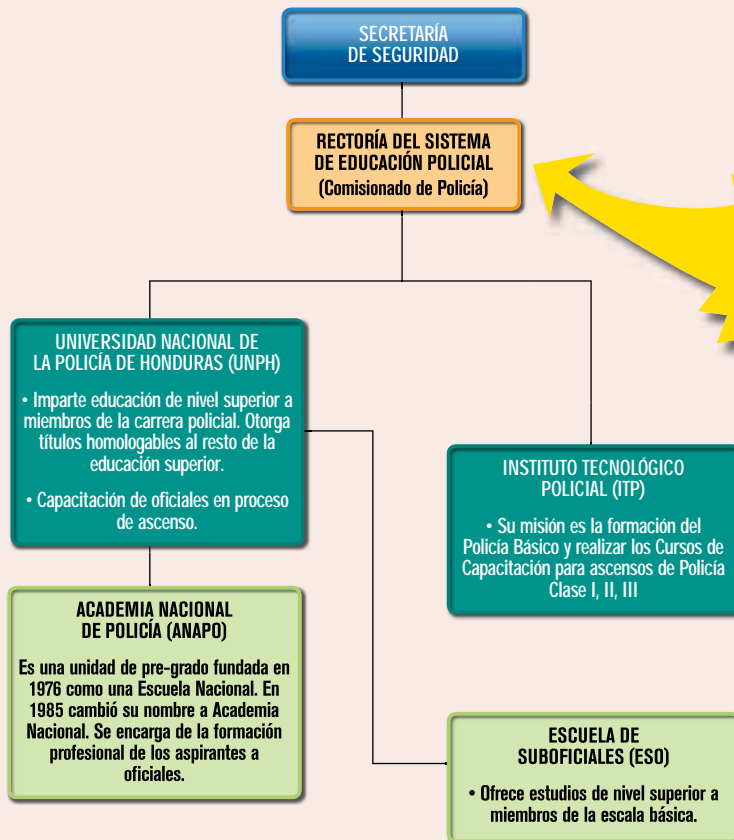 SECRETARÍA
DE SEGURIDAD
RECTORÍA DEL SISTEMA
DE EDUCACIÓN POLICIAL
(Comisionado de Policía)
UNIVERSIDAD NACIONAL DE
LA POLICÍA DE HONDURAS (UNPH)
• Imparte educación de nivel superior a
miembros de la carrera policial. Otorga
títulos homologables al resto de la
educación superior.
• Capacitación de oficiales en proceso
de ascenso.
INSTITUTO TECNOLÓGICO
POLICIAL (ITP)
• Su misión es la formación del
Policía Básico y realizar los Cursos de
Capacitación para ascensos de Policía
Clase I, II, III
ACADEMIA NACIONAL
DE POLICÍA (ANAPO)
Es una unidad de pre-grado fundada en
1976 como una Escuela Nacional. En
1985 cambió su nombre a Academia
Nacional. Se encarga de la formación
profesional de los aspirantes a
oficiales.
ESCUELA DE
SUBOFICIALES (ESO)
• Ofrece estudios de nivel superior a
miembros de la escala básica.